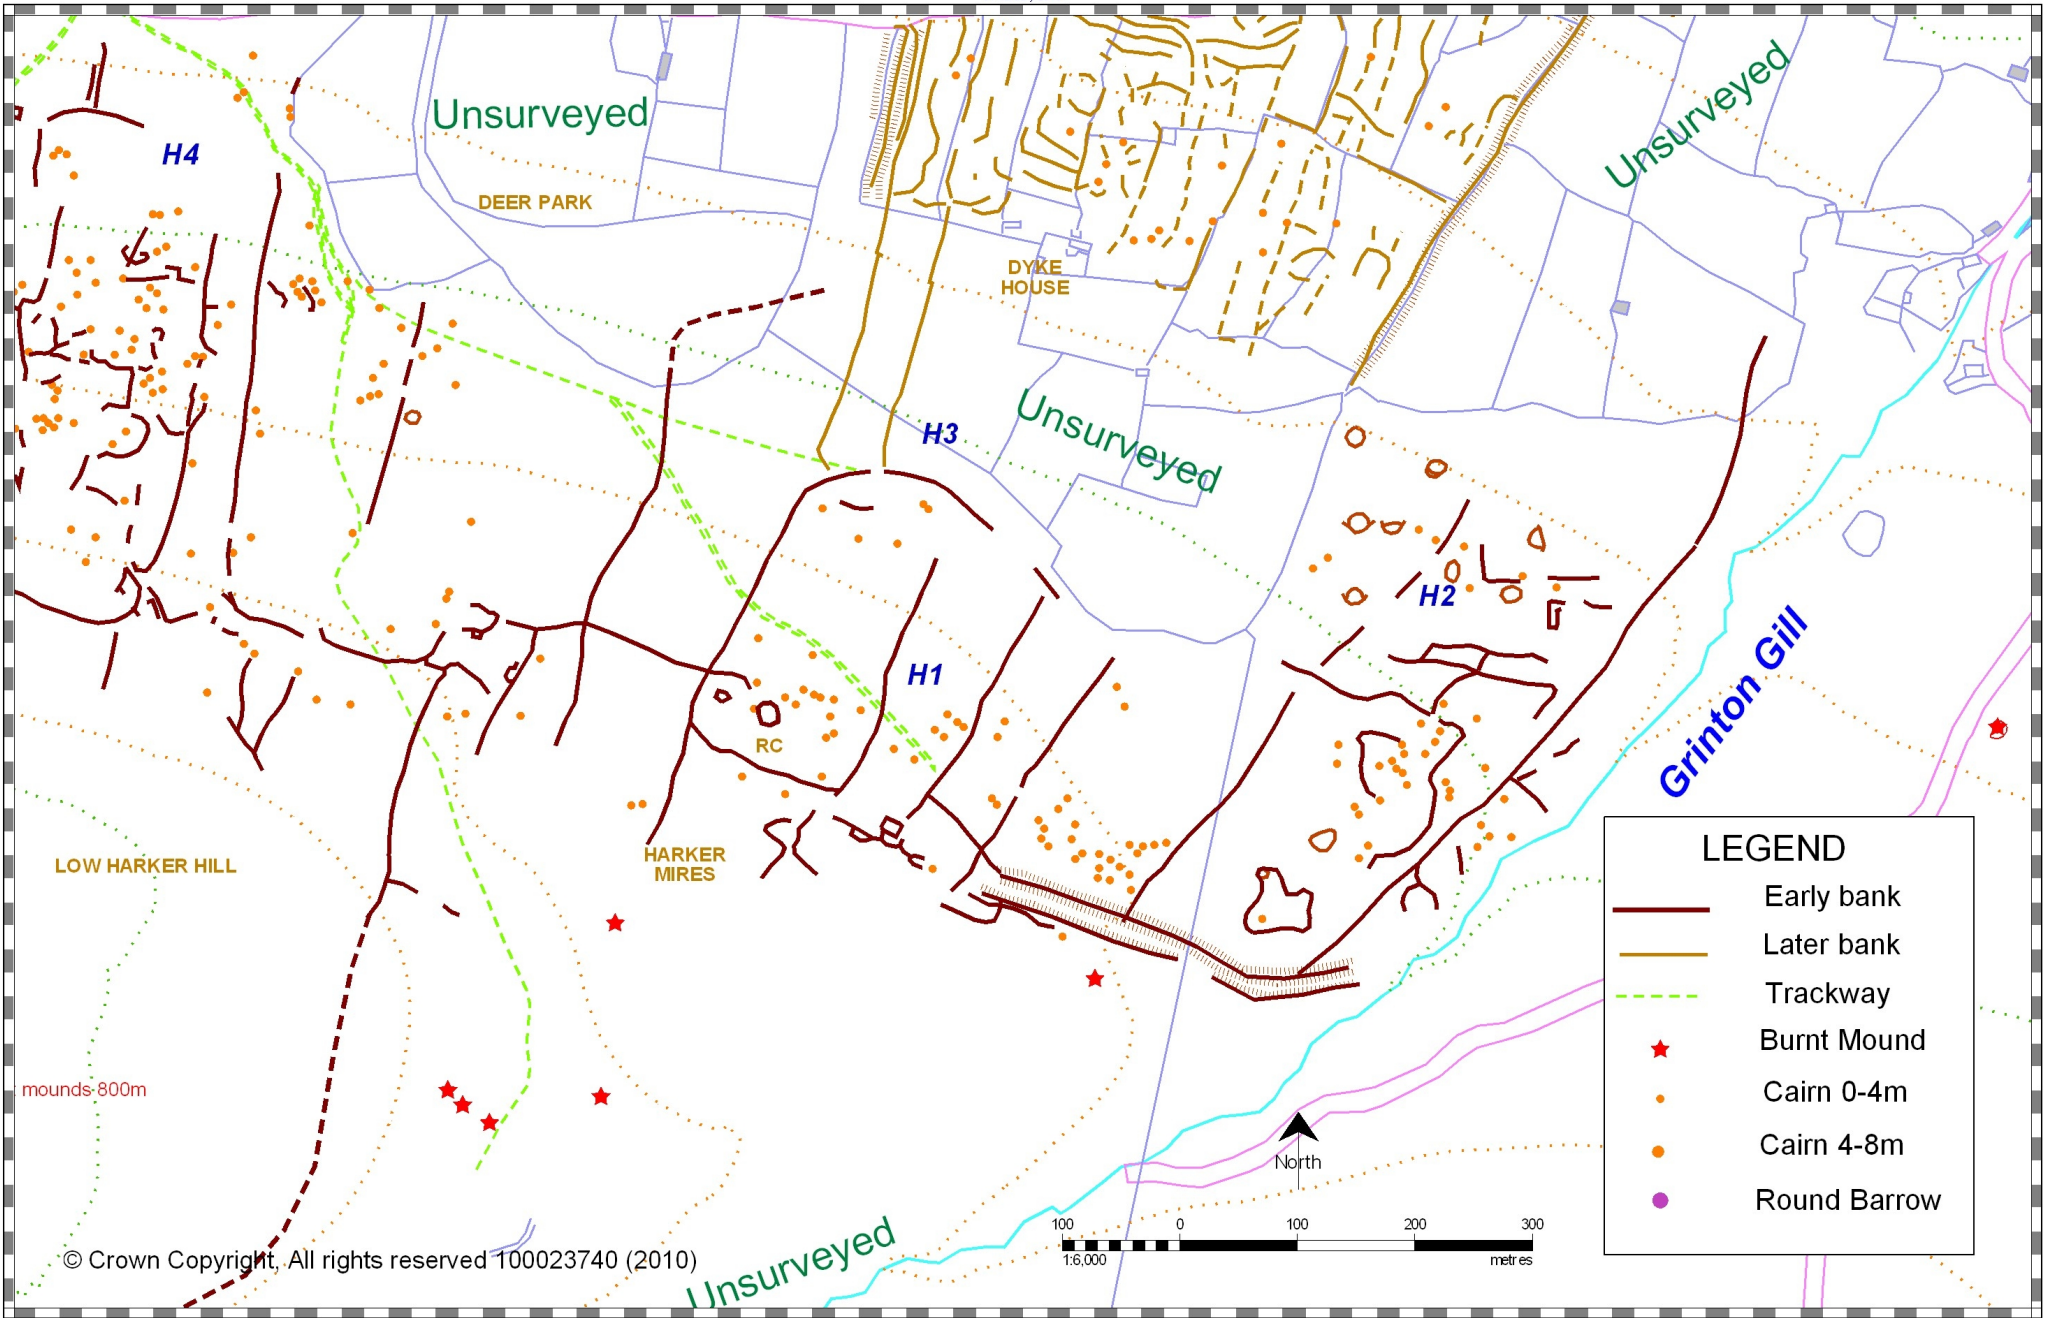 Unsurveyed
Unsurveyed
H4
DEER PARK
DYKE
HOUSE
H3
Unsurveyed
H2
H1
Grinton Gill
RC
HARKER
MIRES
LOW HARKER HILL
LEGEND
Early bank
Later bank
Trackway
Burnt Mound
Cairn 0-4m
Cairn 4-8m
Round Barrow
mounds 800m
North
100 0 100 200 300
1:6,000 metres
© Crown Copyright, All rights reserved 100023740 (2010)
Unsurveyed